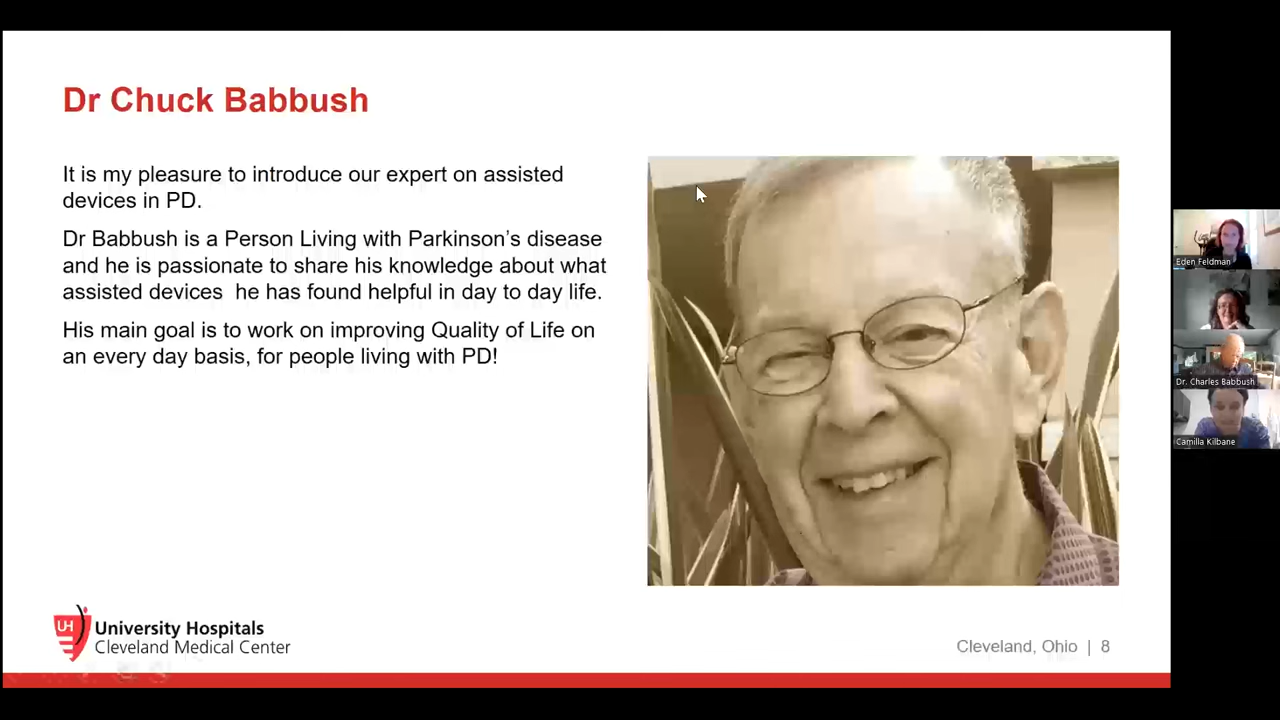 Dr Chuck Babbush
It is my pleasure to introduce our expert on assisted
devices in PD.
Dr Babbush is a Person Living with Parkinson's disease
and he is passionate to share his knowledge about what
assisted devices  he has found helpful in day to day life.
His main goal is to work on improving Quality of Life on
an every day basis, for people living with PD!
UH
University Hospitals
Cleveland Medical Center
Cleveland, Ohio | 8
Eden Feldman
Dr. Charles Babbush
Camilla Kilbane